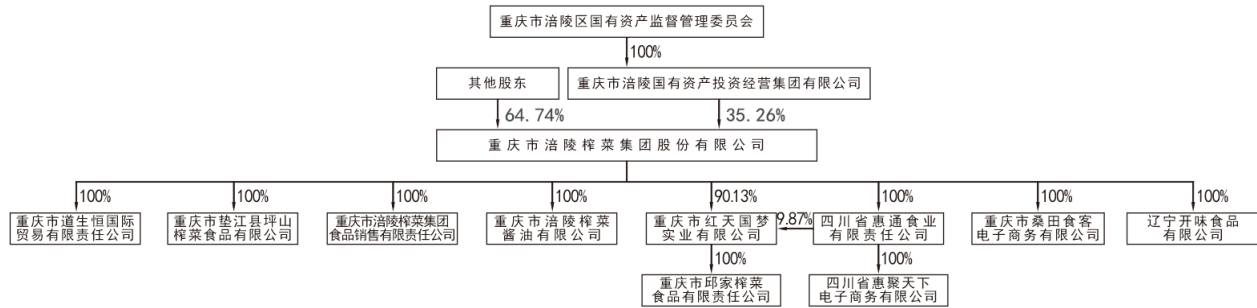 重庆市涪陵区国有资产监督管理委员会
100%
其他股东
重庆市涪陵国有资产投资经营集团有限公司
64.74%
35.26%
重庆市涪陵榨菜集团股份有限公司
100%
100%
100%
100%
90.13%
100%
100%
100%
重庆市道生恒国际
贸易有限责任公司
重庆市垫江县坪山
榨菜食品有限公司
重庆市涪陵榨菜集团
食品销售有限责任公司
重庆市涪陵榨菜
酱油有限公司
重庆市红天国梦
实业有限公司
9.87%
四川省惠通食业
有限责任公司
重庆市桑田食客
电子商务有限公司
辽宁开味食品
有限公司
100%
100%
重庆市邱家榨菜
食品有限责任公司
四川省惠聚天下
电子商务有限公司